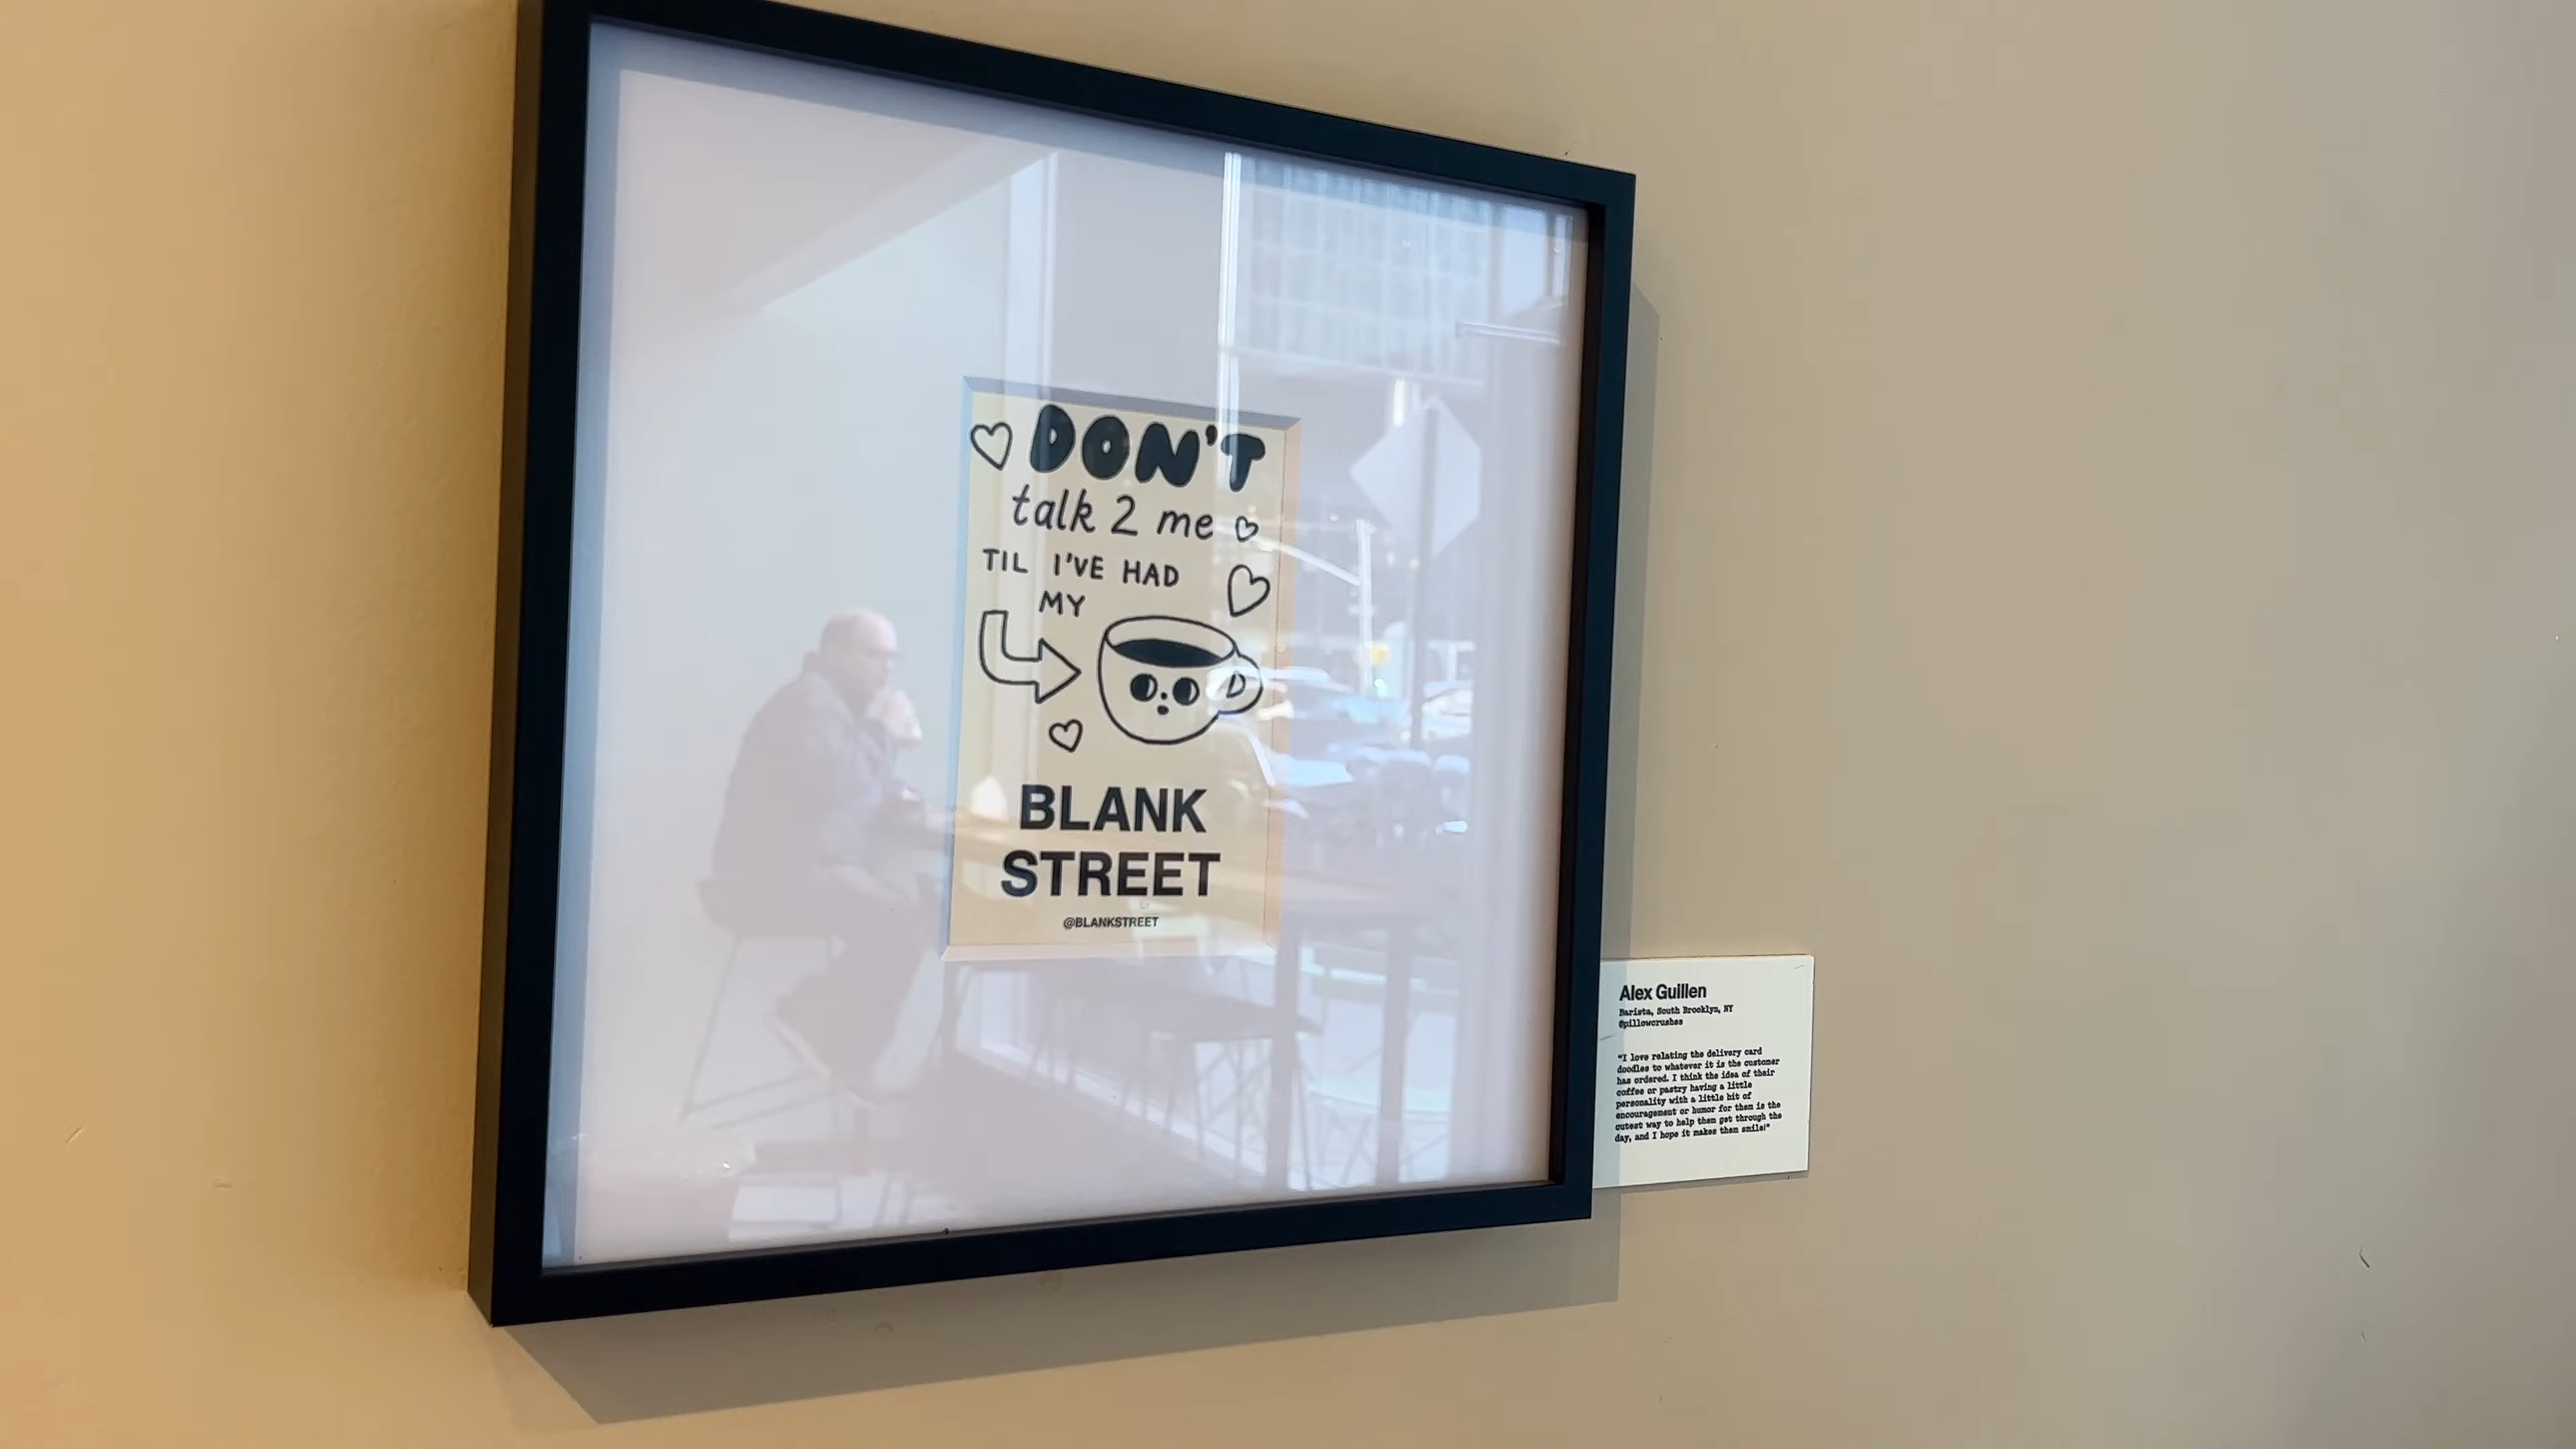 DON'T
talk 2 me
TIL I'VE HAD
MY
BLANK
STREET
@BLANKSTREET
Alex Guillen
Barista, South Brooklyn, NY
@pillowcrushes
"I love relating the delivery card
doodles to whatever it is the customer
has ordered. I think the idea of their
coffee or pastry having a little
personality with a little bit of
encouragement or humor for them is the
cutest way to help them get through the
day, and I hope it makes them smile!"